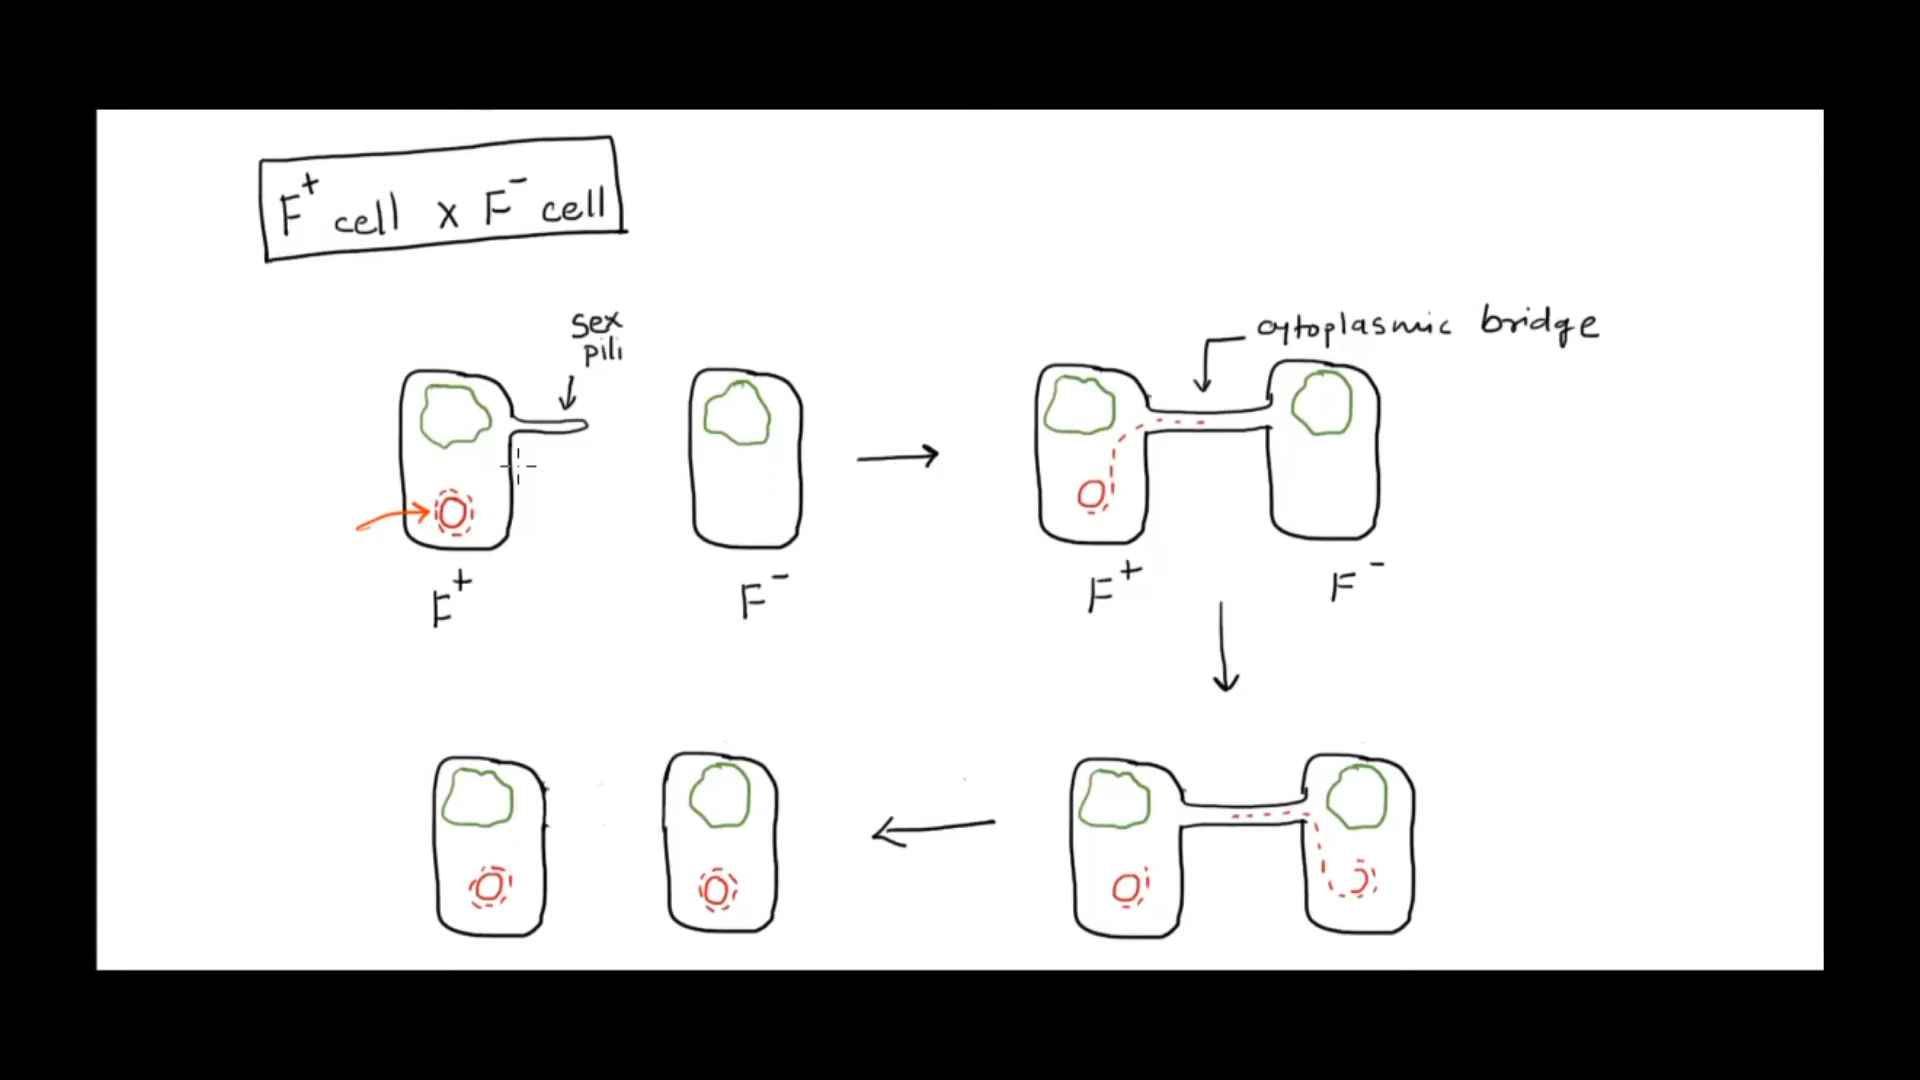 F⁺ cell x F⁻ cell
sex
pili
cytoplasmic bridge
F⁺
F⁻
F⁺
F⁻